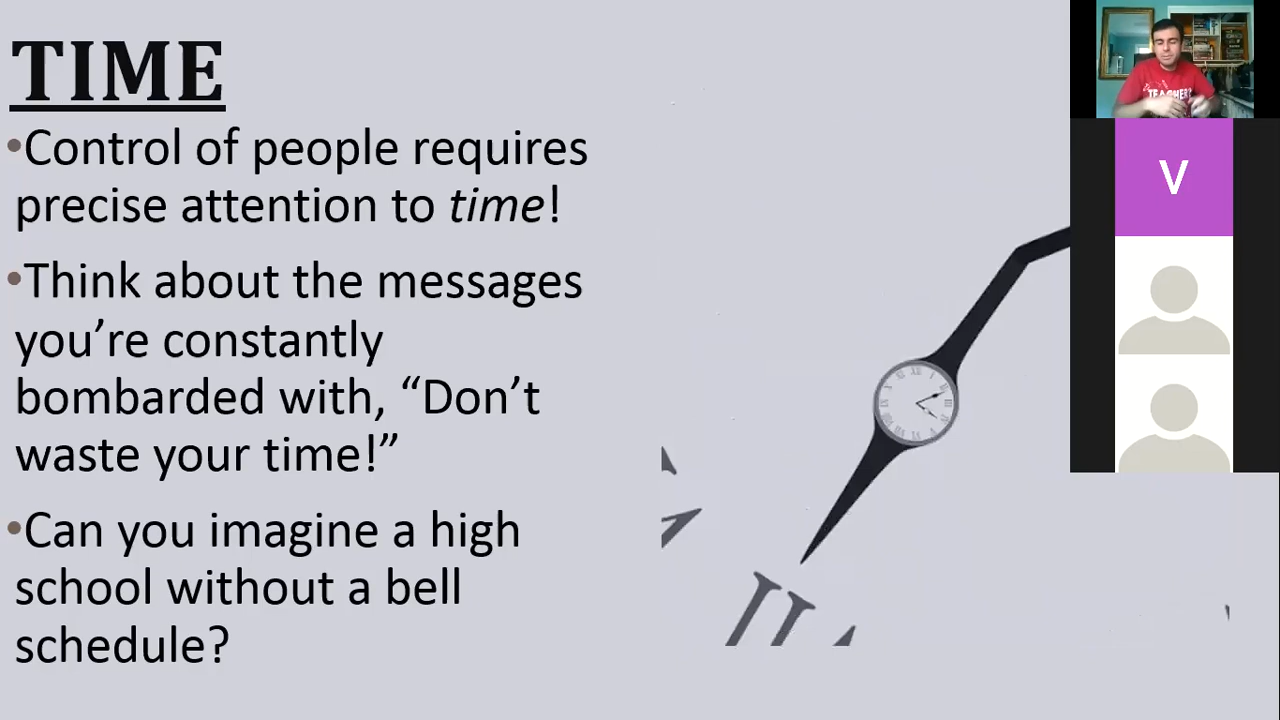 TIME
•Control of people requires
precise attention to time!
•Think about the messages
you’re constantly
bombarded with, “Don’t
waste your time!”
•Can you imagine a high
school without a bell
schedule?
V
TEACHER